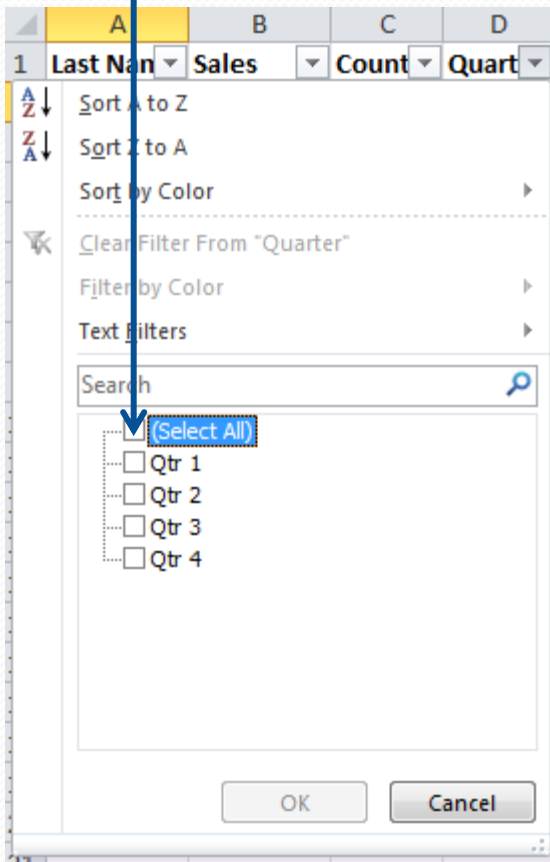 A B C D
1 Last Nan Sales Count Quart
Sort A to Z
Sort Z to A
Sort by Color
Clear Filter From "Quarter"
Filter by Color
Text Filters
Search
(Select All)
Qtr 1
Qtr 2
Qtr 3
Qtr 4
OK Cancel